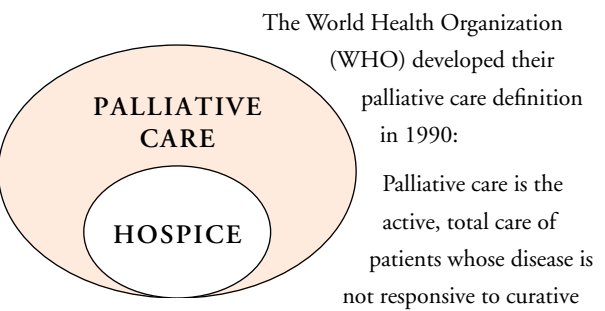 The World Health Organization
(WHO) developed their
palliative care definition
in 1990:
Palliative care is the
active, total care of
patients whose disease is
not responsive to curative
PALLIATIVE
CARE
HOSPICE